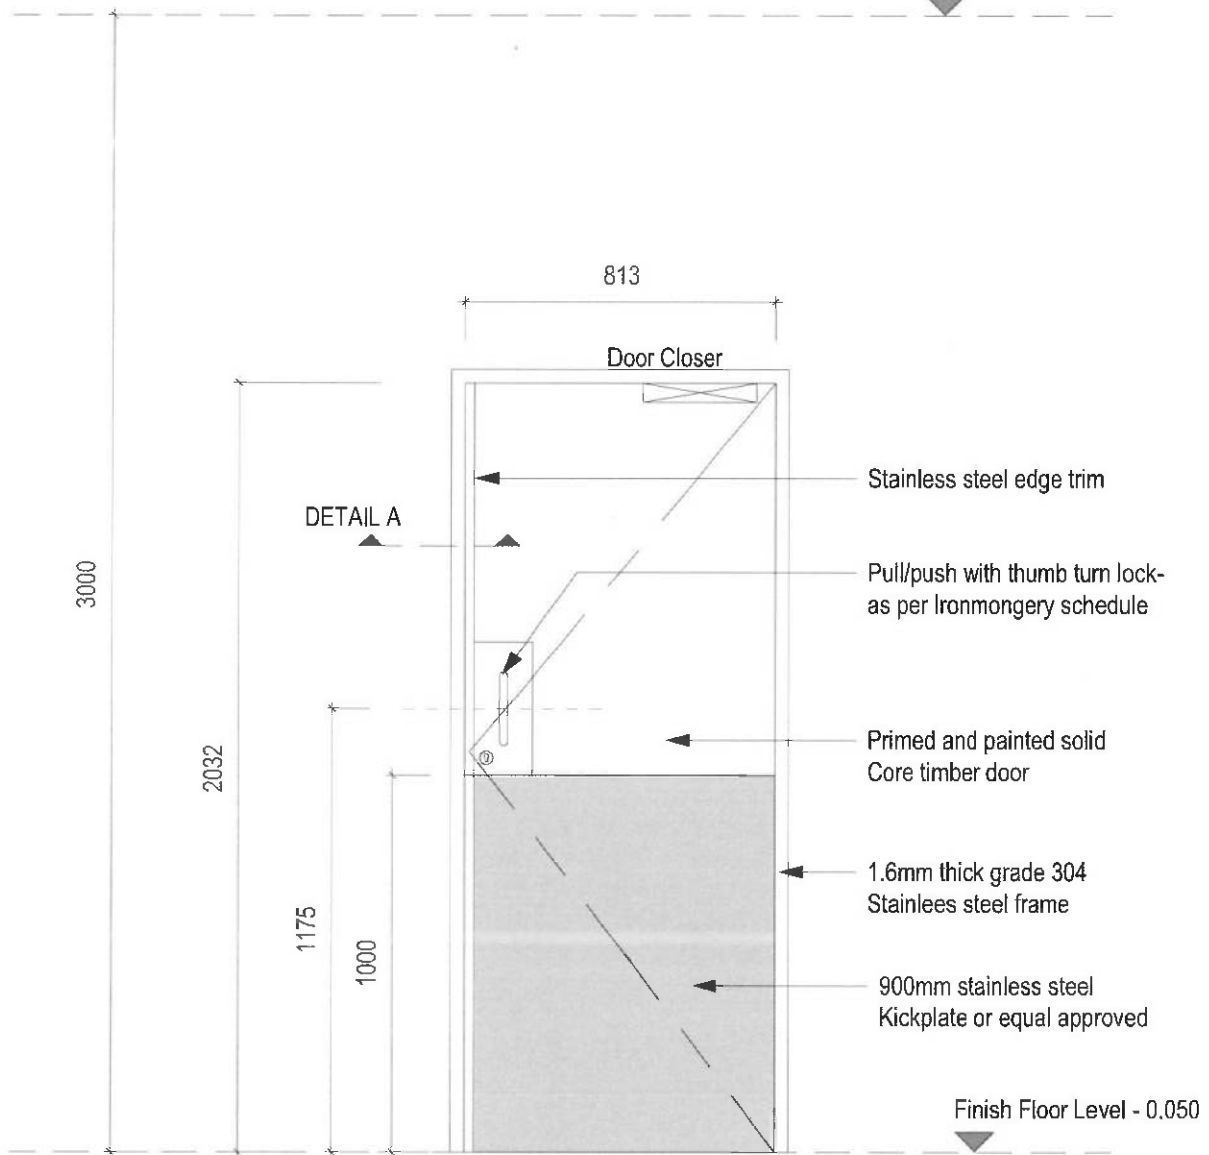 813
Door Closer
Stainless steel edge trim
DETAIL A
Pull/push with thumb turn lock-
as per Ironmongery schedule
3000
2032
Primed and painted solid
Core timber door
1.6mm thick grade 304
Stainlees steel frame
1175
1000
900mm stainless steel
Kickplate or equal approved
Finish Floor Level - 0.050